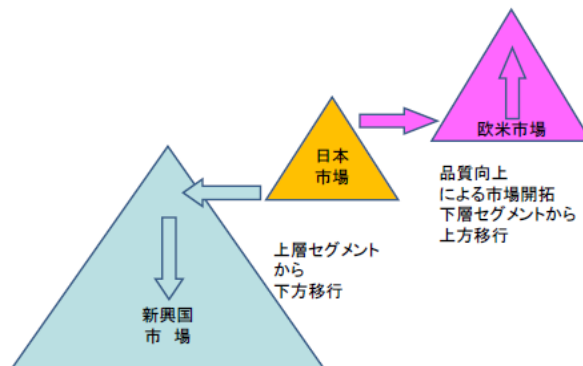 欧米市場
日本
市場
品質向上
による市場開拓
下層セグメントから
上方移行
上層セグメント
から
下方移行
新興国
市　場